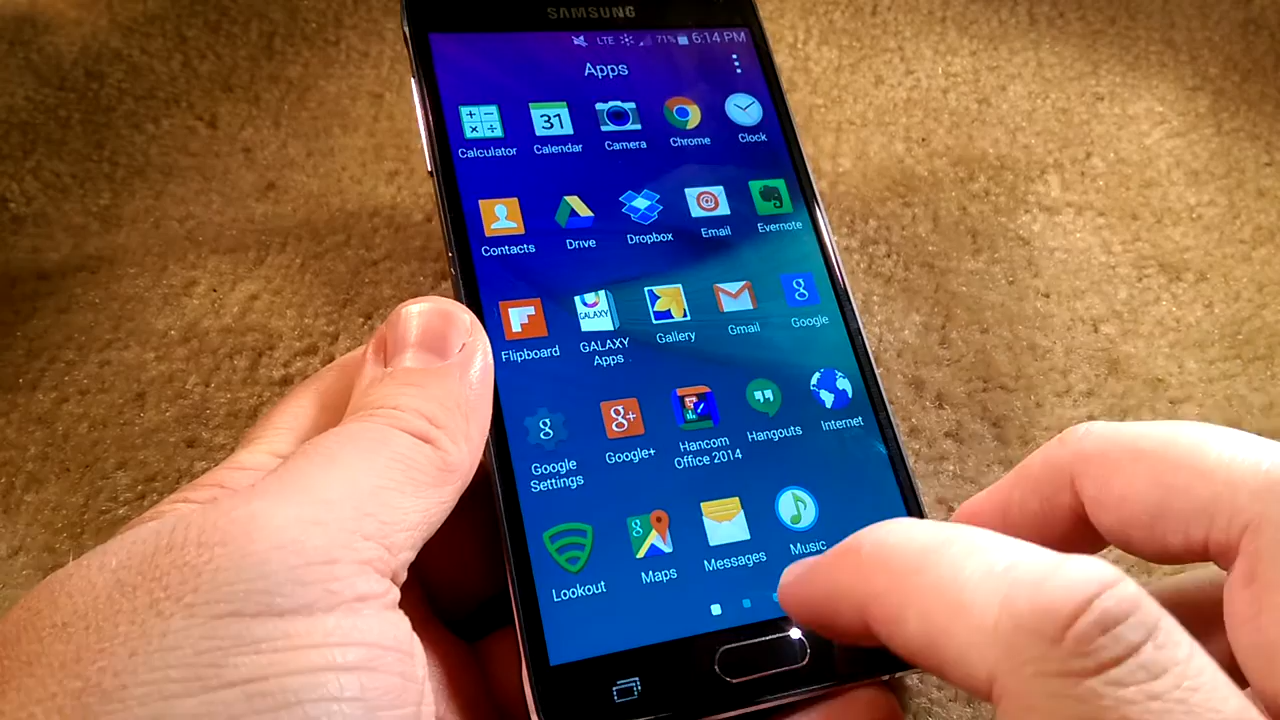 SAMSUNG
LTE 71% 6:14 PM
Apps
+ −
× ÷
31
Calculator Calendar Camera Chrome Clock
@
Contacts Drive Dropbox Email Evernote
GALAXY
g
Flipboard GALAXY Apps Gallery Gmail Google
g g+
Google Settings Google+ Hancom Office 2014 Hangouts Internet
g
Lookout Maps Messages Music